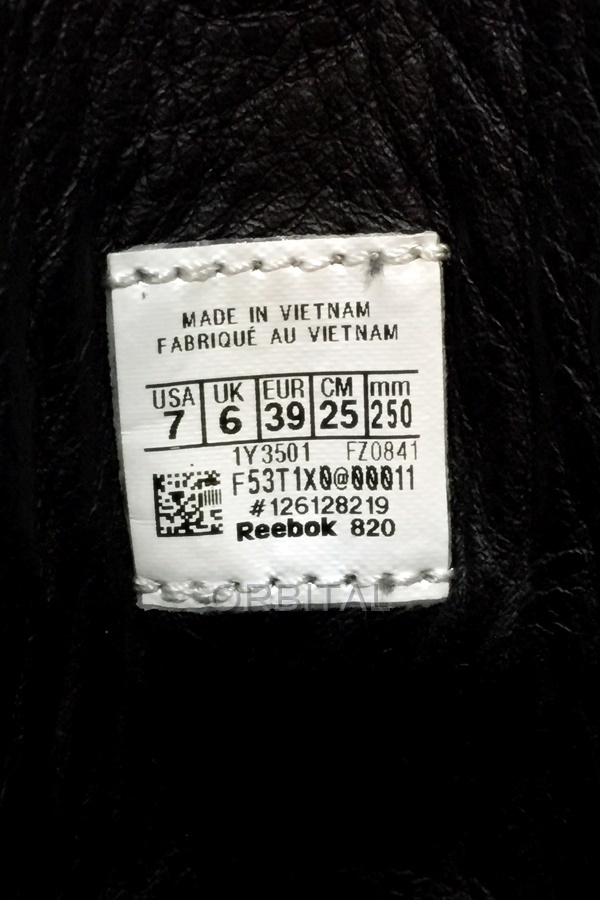 MADE IN VIETNAM
FABRIQUÉ AU VIETNAM
USA UK EUR CM mm
7 6 39 25 250
1Y3501 FZ0841
F53T1X0@00011
#126128219
Reebok 820
ORBITAL